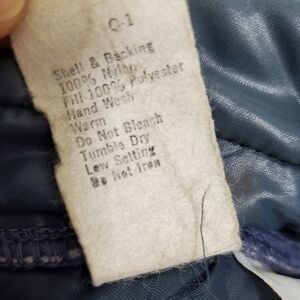 Q-1
Shell & Backing
100% Nylon
Fill 100% Polyester
Hand Wash
Warm
Do Not Bleach
Tumble Dry
Low Setting
Do Not Iron